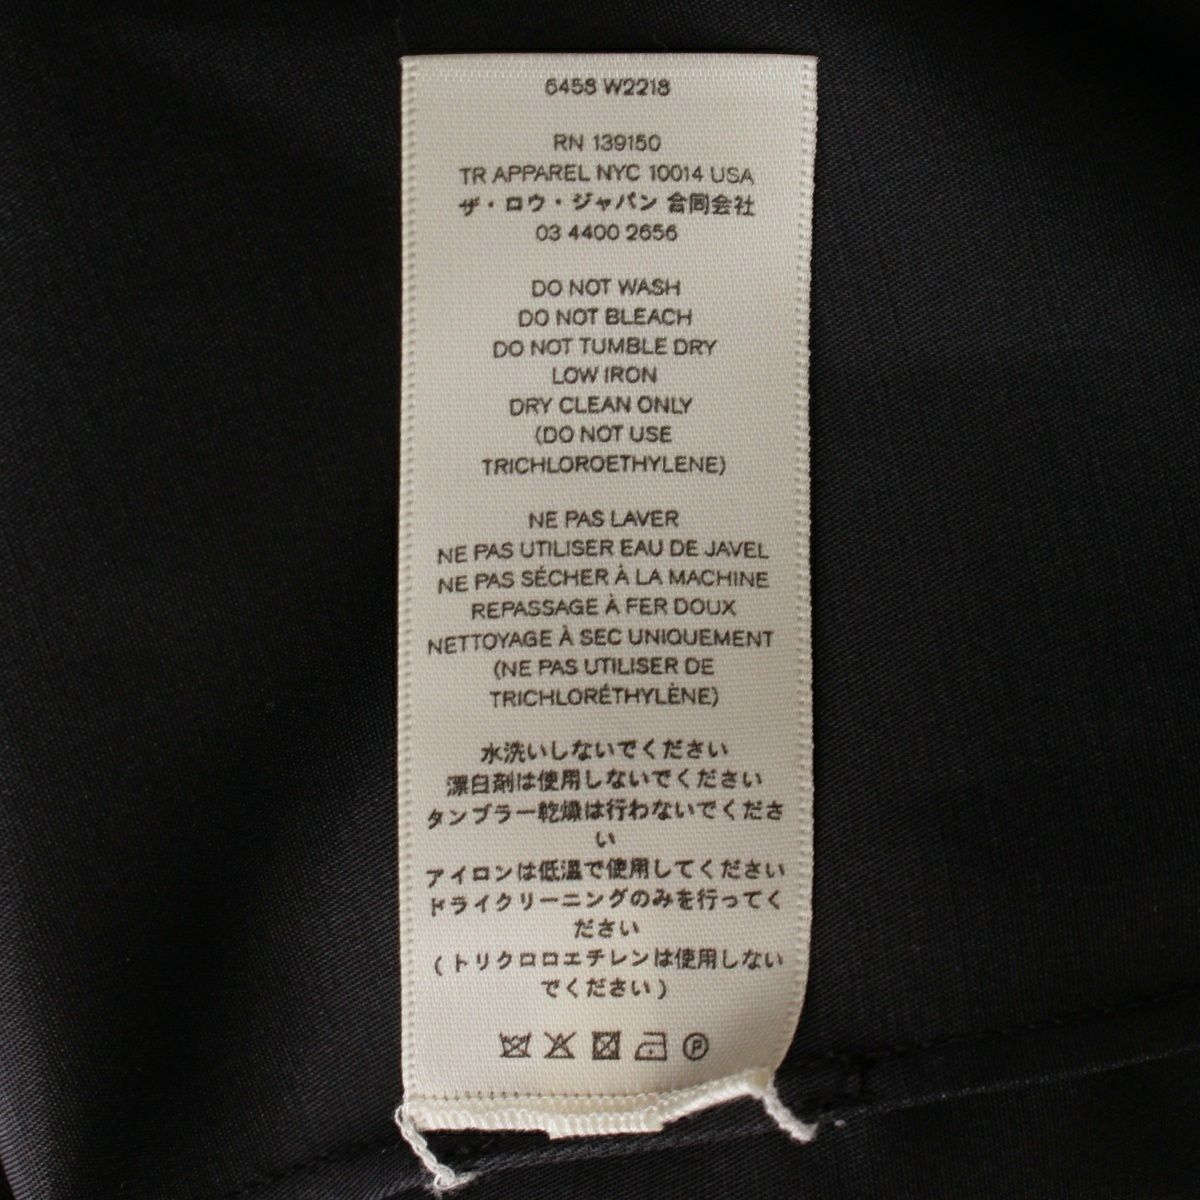 6458 W2218
RN 139150
TR APPAREL NYC 10014 USA
ザ・ロウ・ジャパン 合同会社
03 4400 2656
DO NOT WASH
DO NOT BLEACH
DO NOT TUMBLE DRY
LOW IRON
DRY CLEAN ONLY
(DO NOT USE
TRICHLOROETHYLENE)
NE PAS LAVER
NE PAS UTILISER EAU DE JAVEL
NE PAS SÉCHER À LA MACHINE
REPASSAGE À FER DOUX
NETTOYAGE À SEC UNIQUEMENT
(NE PAS UTILISER DE
TRICHLORÉTHYLÈNE)
水洗いしないでください
漂白剤は使用しないでください
タンブラー乾燥は行わないでくださ
い
アイロンは低温で使用してください
ドライクリーニングのみを行ってく
ださい
(トリクロロエチレンは使用しない
でください)
P